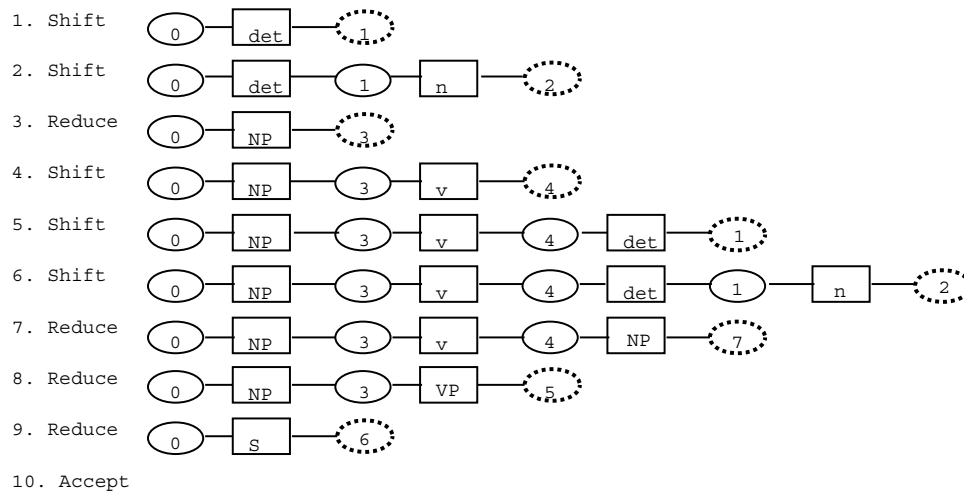 1. Shift 0 det 1
2. Shift 0 det 1 n 2
3. Reduce 0 NP 3
4. Shift 0 NP 3 v 4
5. Shift 0 NP 3 v 4 det 1
6. Shift 0 NP 3 v 4 det 1 n 2
7. Reduce 0 NP 3 v 4 NP 7
8. Reduce 0 NP 3 VP 5
9. Reduce 0 S 6
10. Accept